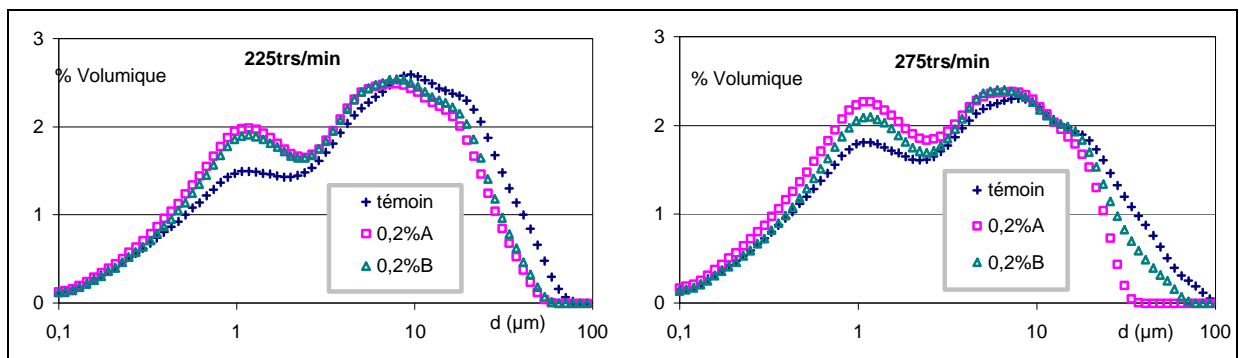 225trs/min
% Volumique
3
2
1
0
0,1
1
10
100
d (µm)
témoin
0,2%A
0,2%B
275trs/min
% Volumique
3
2
1
0
0,1
1
10
100
d (µm)
témoin
0,2%A
0,2%B